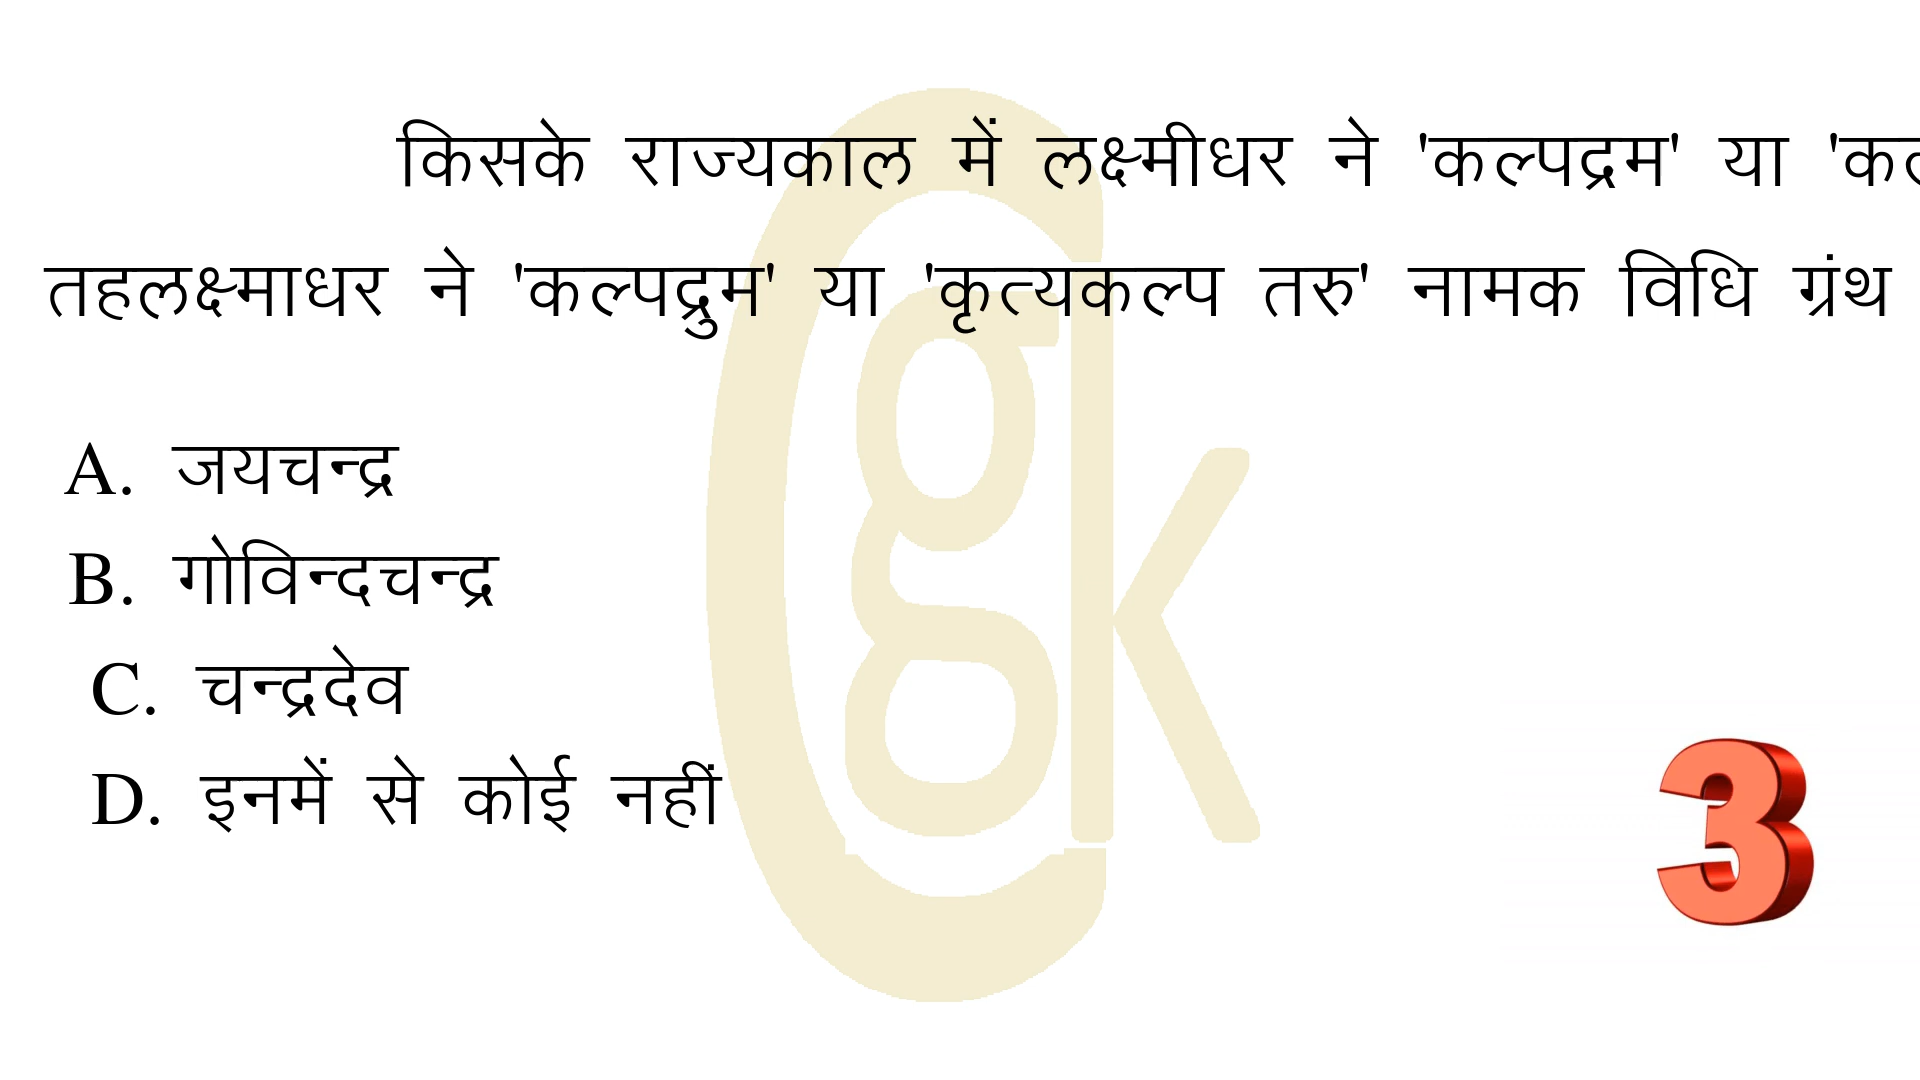 किसके राज्यकाल में लक्ष्मीधर ने 'कल्पद्रम' या
तहलक्ष्माधर ने 'कल्पद्रुम' या 'कृत्यकल्प तरु' नामक विधि ग्रंथ
A. जयचन्द्र
B. गोविन्दचन्द्र
C. चन्द्रदेव
D. इनमें से कोई नहीं
3
Cgk